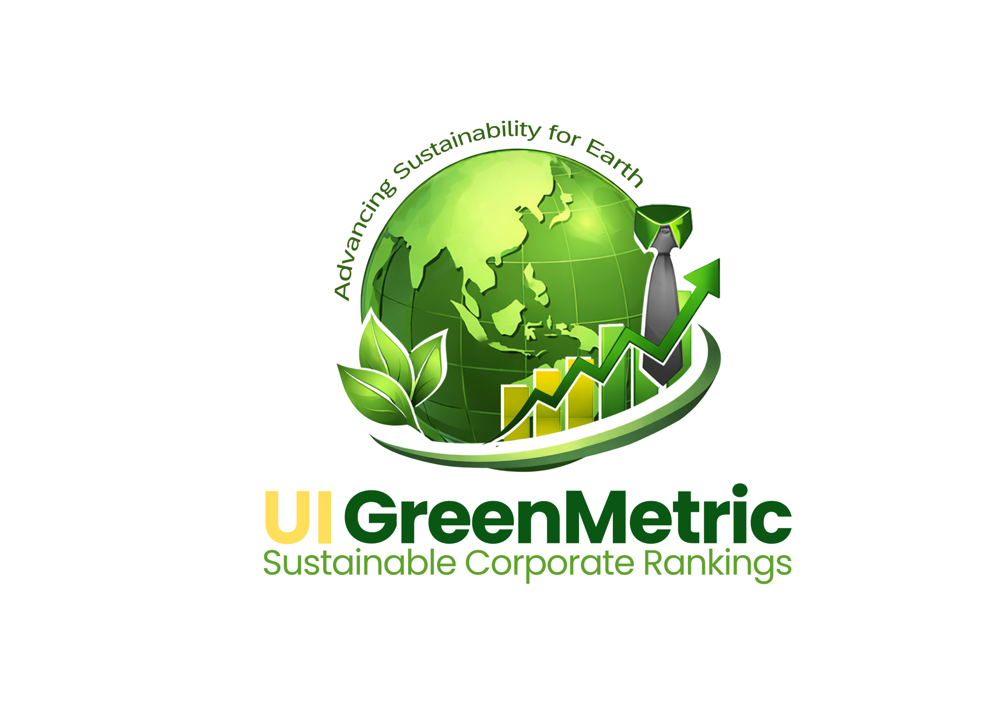 Advancing Sustainability for Earth
UI GreenMetric
Sustainable Corporate Rankings